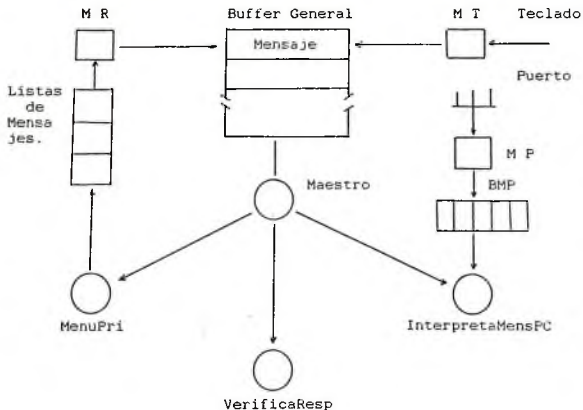 M R
Buffer General
M T
Teclado
Mensaje
Puerto
Listas
de
Mensa
jes.
M P
Maestro
BMP
MenuPri
InterpretaMensPC
VerificaResp